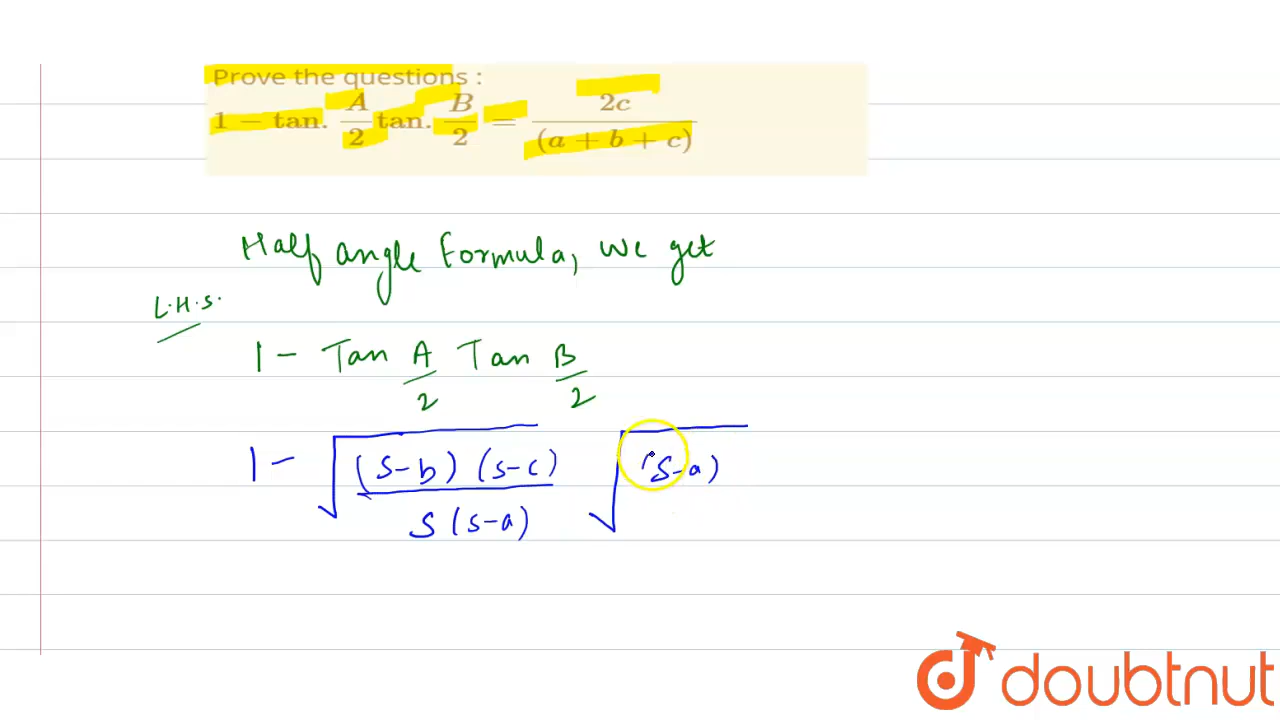 Prove the questions :
1 − tan. A/2 tan. B/2 = 2c/(a + b + c)
Half angle Formula, We get
L.H.S.
1 − Tan A/2 Tan B/2
1 − √((s−b) (s−c)/s (s−a)) √(s−a)
doubtnut